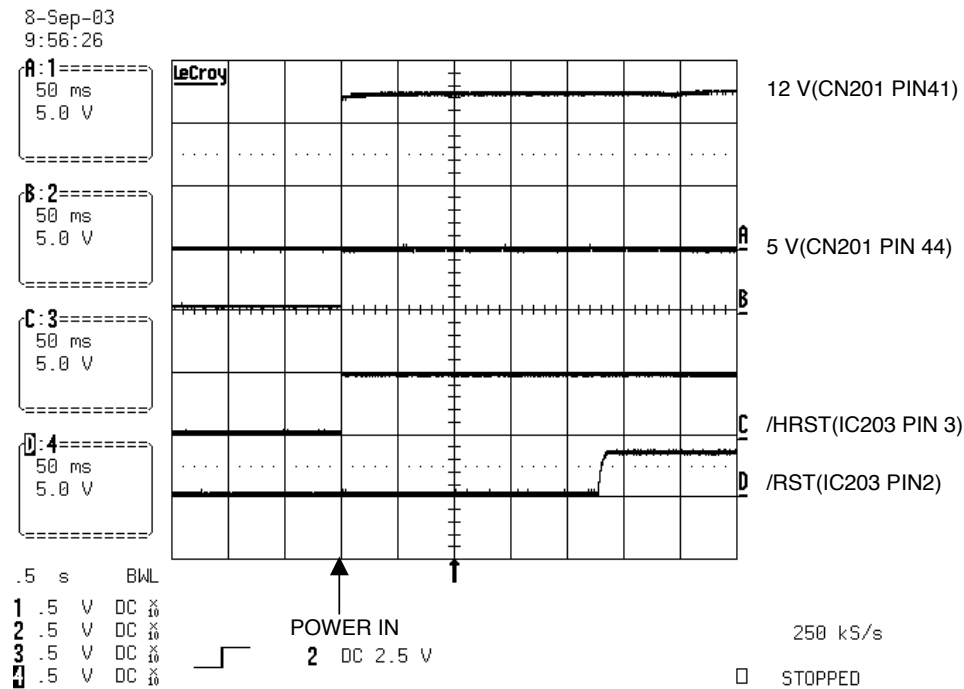 8-Sep-03
9:56:26
A:1
50 ms
5.0 V
B:2
50 ms
5.0 V
C:3
50 ms
5.0 V
D:4
50 ms
5.0 V
LeCroy
12 V(CN201 PIN41)
A
5 V(CN201 PIN 44)
B
C
/HRST(IC203 PIN 3)
D
/RST(IC203 PIN2)
.5 s BWL
1 .5 V DC X10
2 .5 V DC X10
3 .5 V DC X10
4 .5 V DC X10
POWER IN
2 DC 2.5 V
250 kS/s
STOPPED